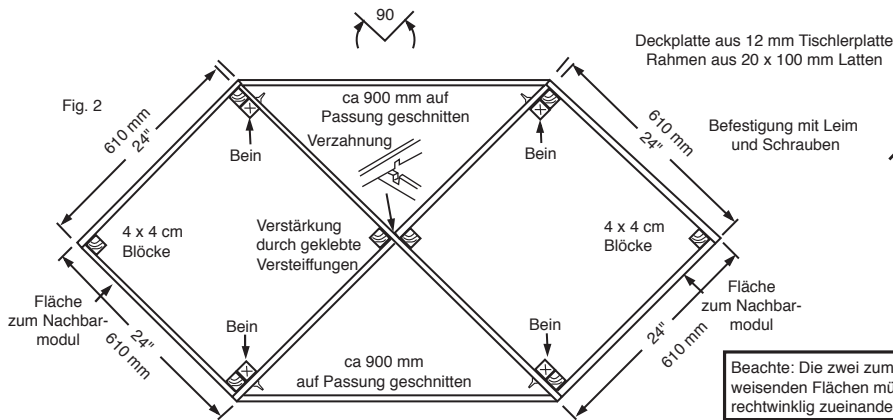 90
Deckplatte aus 12 mm Tischlerplatte
Rahmen aus 20 x 100 mm Latten
Fig. 2
610 mm
24"
ca 900 mm auf
Passung geschnitten
Verzahnung
Bein
Bein
610 mm
24"
Befestigung mit Leim
und Schrauben
4 x 4 cm
Blöcke
Verstärkung
durch geklebte
Versteiffungen
4 x 4 cm
Blöcke
Fläche
zum Nachbar-
modul
24"
610 mm
Bein
ca 900 mm
auf Passung geschnitten
Bein
24"
610 mm
Fläche
zum Nachbar-
modul
Beachte: Die zwei zum
weisenden Flächen mü
rechtwinklig zueinande